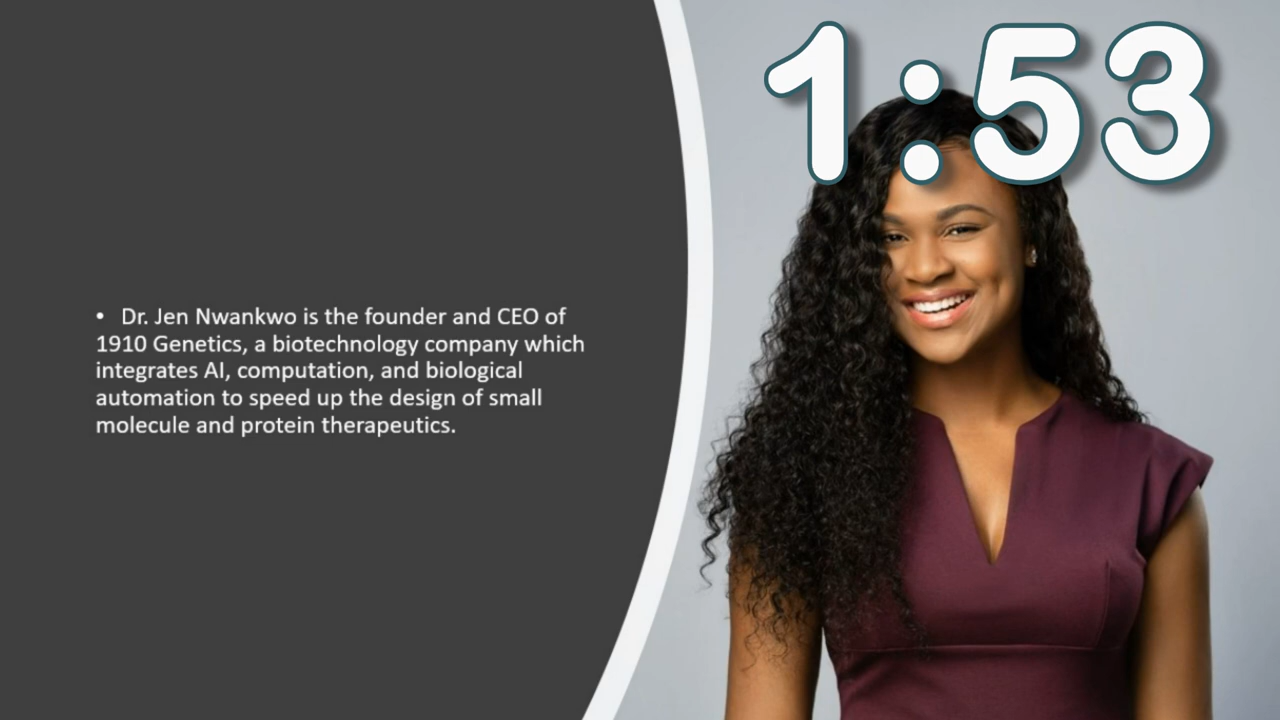 1:53
• Dr. Jen Nwankwo is the founder and CEO of
1910 Genetics, a biotechnology company which
integrates AI, computation, and biological
automation to speed up the design of small
molecule and protein therapeutics.